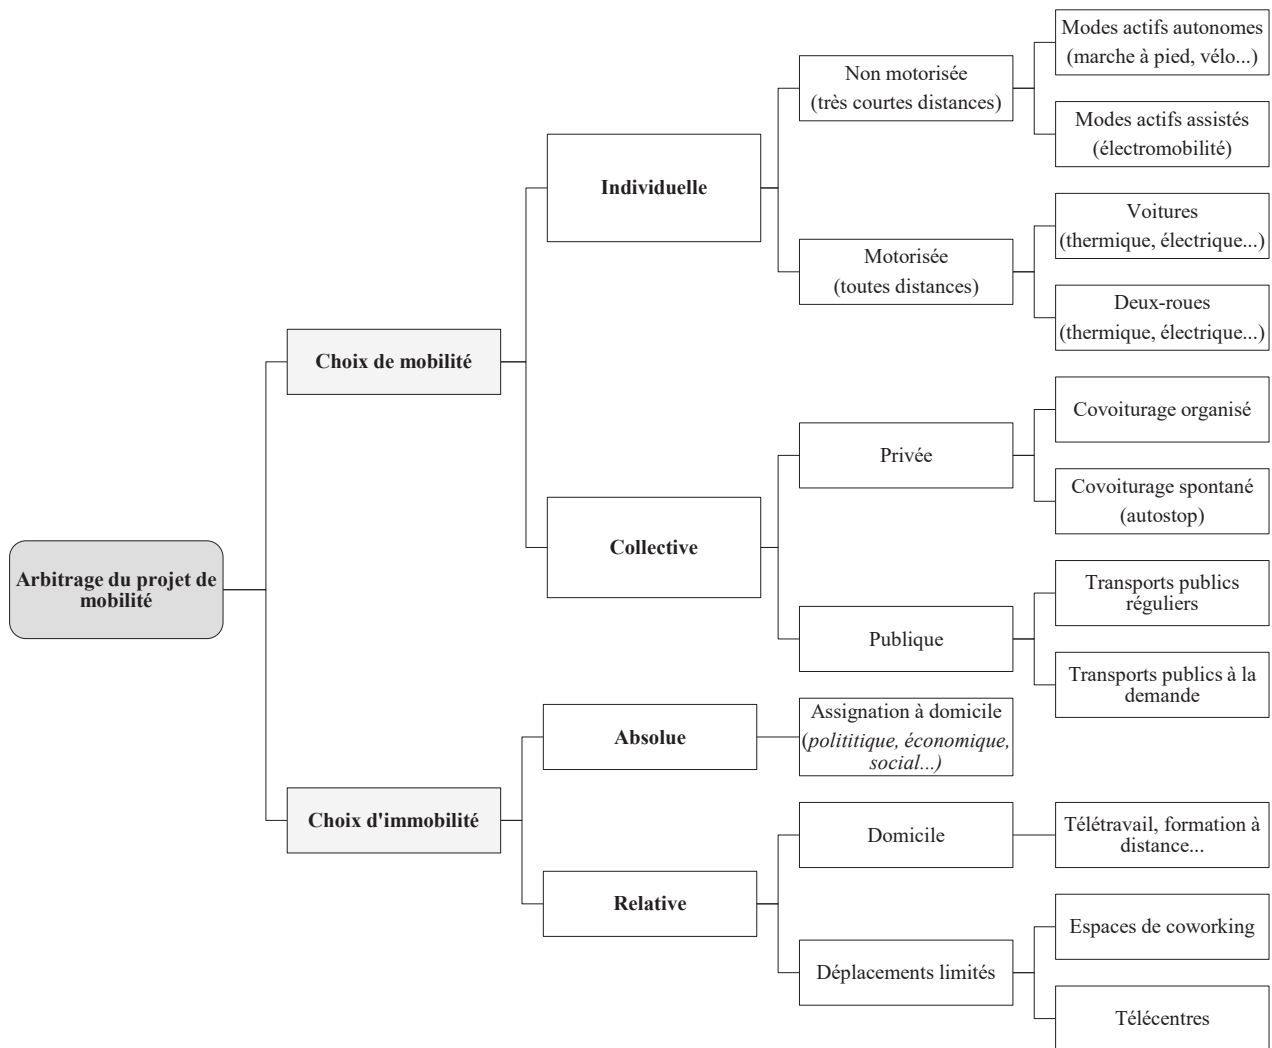 Arbitrage du projet de
mobilité
Choix de mobilité
Individuelle
Non motorisée
(très courtes distances)
Modes actifs autonomes
(marche à pied, vélo...)
Modes actifs assistés
(électromobilité)
Motorisée
(toutes distances)
Voitures
(thermique, électrique...)
Deux-roues
(thermique, électrique...)
Collective
Privée
Covoiturage organisé
Covoiturage spontané
(autostop)
Publique
Transports publics
réguliers
Transports publics à la
demande
Choix d'immobilité
Absolue
Assignation à domicile
(polititique, économique,
social...)
Relative
Domicile
Télétravail, formation à
distance...
Déplacements limités
Espaces de coworking
Télécentres